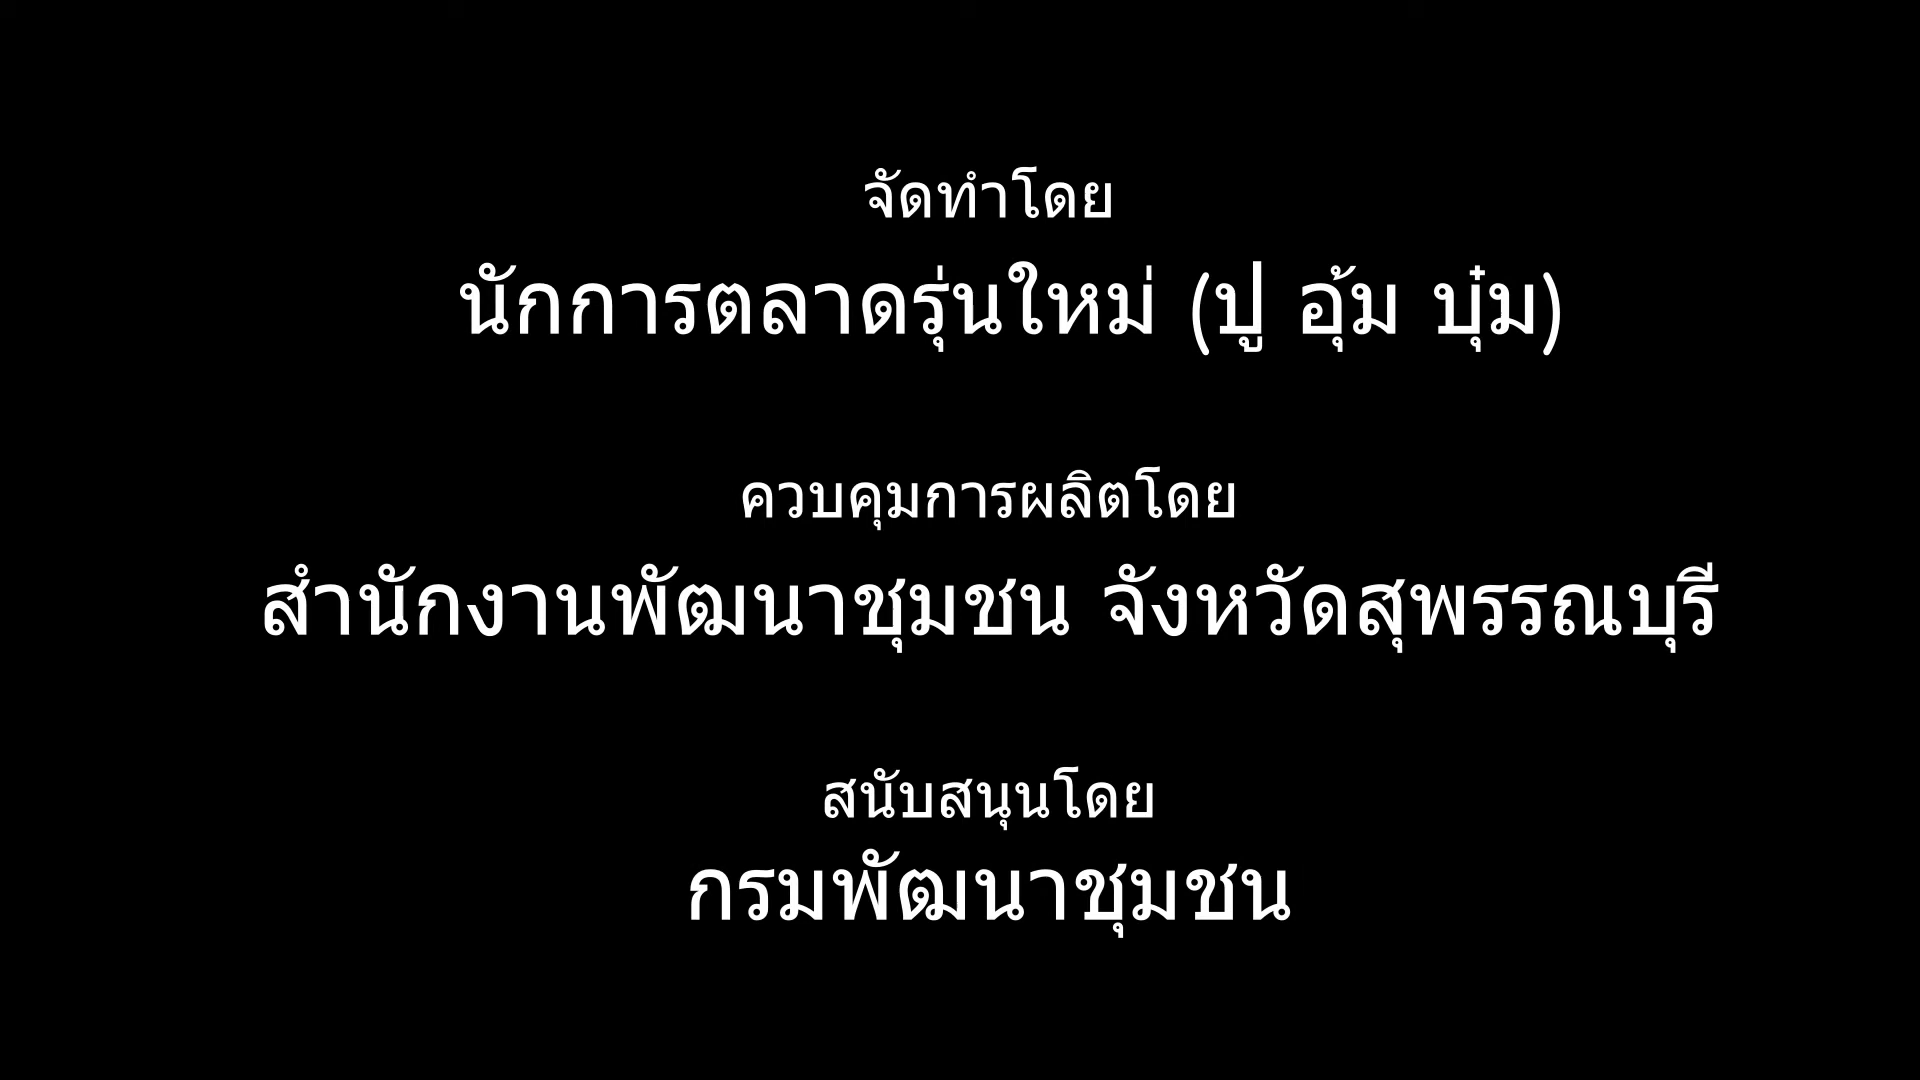 จัดทำโดย
นักการตลาดรุ่นใหม่ (ปู อุ้ม บุ๋ม)
ควบคุมการผลิตโดย
สำนักงานพัฒนาชุมชน จังหวัดสุพรรณบุรี
สนับสนุนโดย
กรมพัฒนาชุมชน